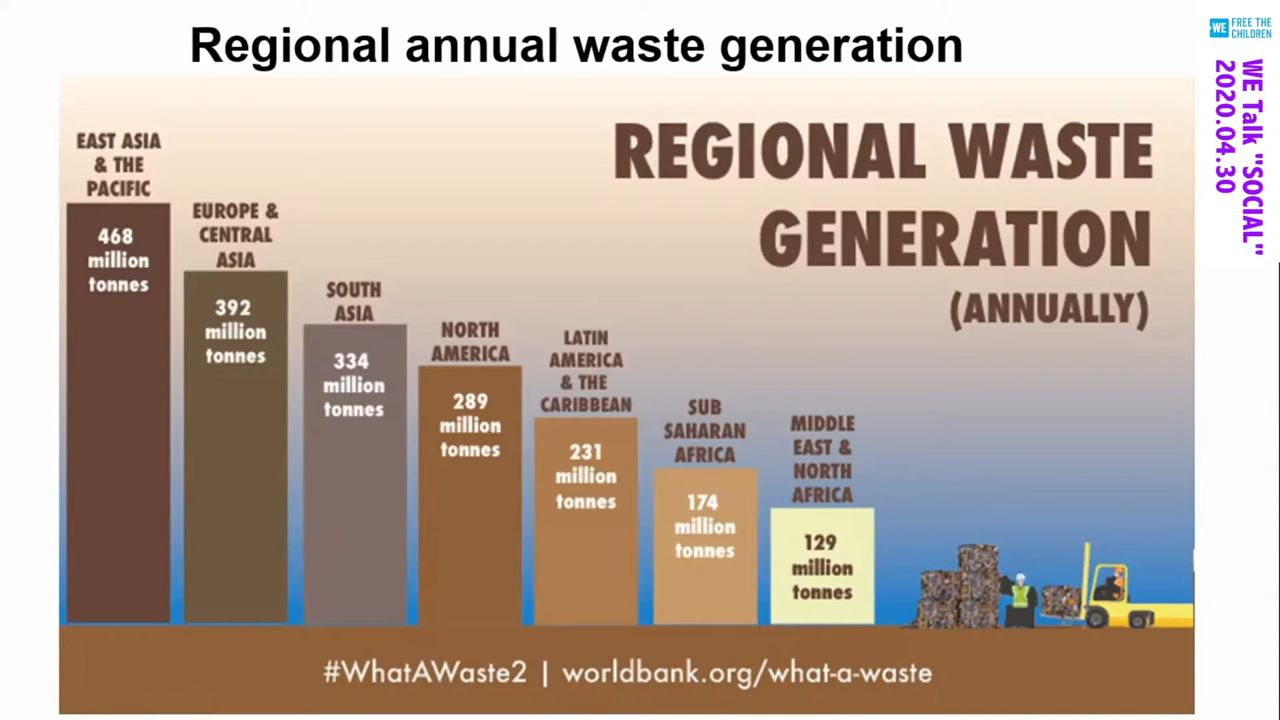 Regional annual waste generation
WE
FREE THE
CHILDREN
WE Talk "SOCIAL"
2020.04.30
REGIONAL WASTE
GENERATION
(ANNUALLY)
EAST ASIA
& THE
PACIFIC
468
million
tonnes
EUROPE &
CENTRAL
ASIA
392
million
tonnes
SOUTH
ASIA
334
million
tonnes
NORTH
AMERICA
289
million
tonnes
LATIN
AMERICA
& THE
CARIBBEAN
231
million
tonnes
SUB
SAHARAN
AFRICA
174
million
tonnes
MIDDLE
EAST &
NORTH
AFRICA
129
million
tonnes
#WhatAWaste2 | worldbank.org/what-a-waste